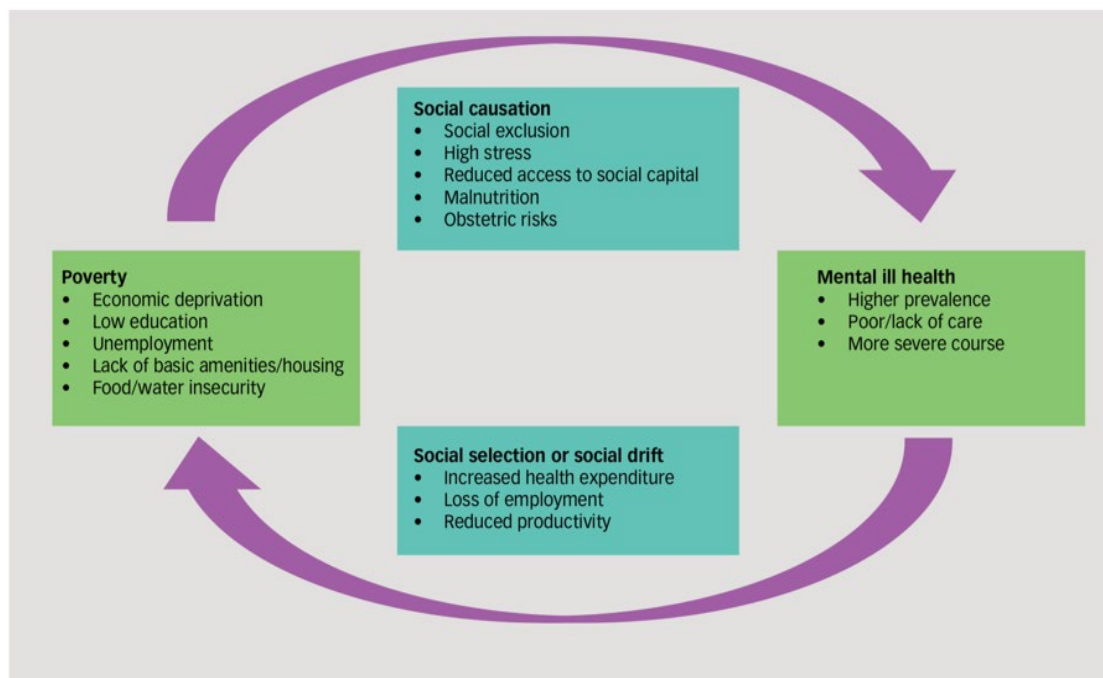 Social causation
• Social exclusion
• High stress
• Reduced access to social capital
• Malnutrition
• Obstetric risks
Poverty
• Economic deprivation
• Low education
• Unemployment
• Lack of basic amenities/housing
• Food/water insecurity
Mental ill health
• Higher prevalence
• Poor/lack of care
• More severe course
Social selection or social drift
• Increased health expenditure
• Loss of employment
• Reduced productivity